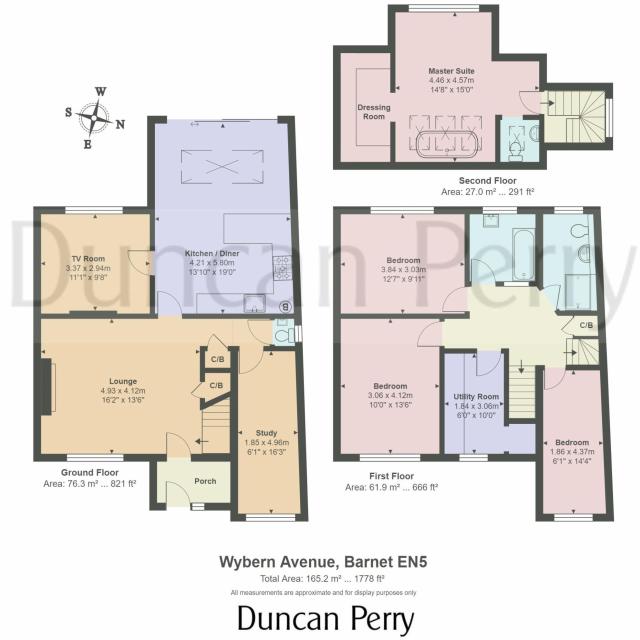 Master Suite
4.46 x 4.57m
14'8" x 15'0"
Dressing
Room
Second Floor
Area: 27.0 m² ... 291 ft²
W
S
N
E
TV Room
3.37 x 2.94m
11'1" x 9'8"
Kitchen / Diner
4.21 x 5.80m
13'10" x 19'0"
B
C/B
C/B
Lounge
4.93 x 4.12m
16'2" x 13'6"
Study
1.85 x 4.96m
6'1" x 16'3"
Porch
Ground Floor
Area: 76.3 m² ... 821 ft²
Bedroom
3.84 x 3.03m
12'7" x 9'11"
C/B
Bedroom
3.06 x 4.12m
10'0" x 13'6"
Utility Room
1.84 x 3.06m
6'0" x 10'0"
Bedroom
1.86 x 4.37m
6'1" x 14'4"
First Floor
Area: 61.9 m² ... 666 ft²
Duncan Perry
Wybern Avenue, Barnet EN5
Total Area: 165.2 m² ... 1778 ft²
All measurements are approximate and for display purposes only
Duncan Perry